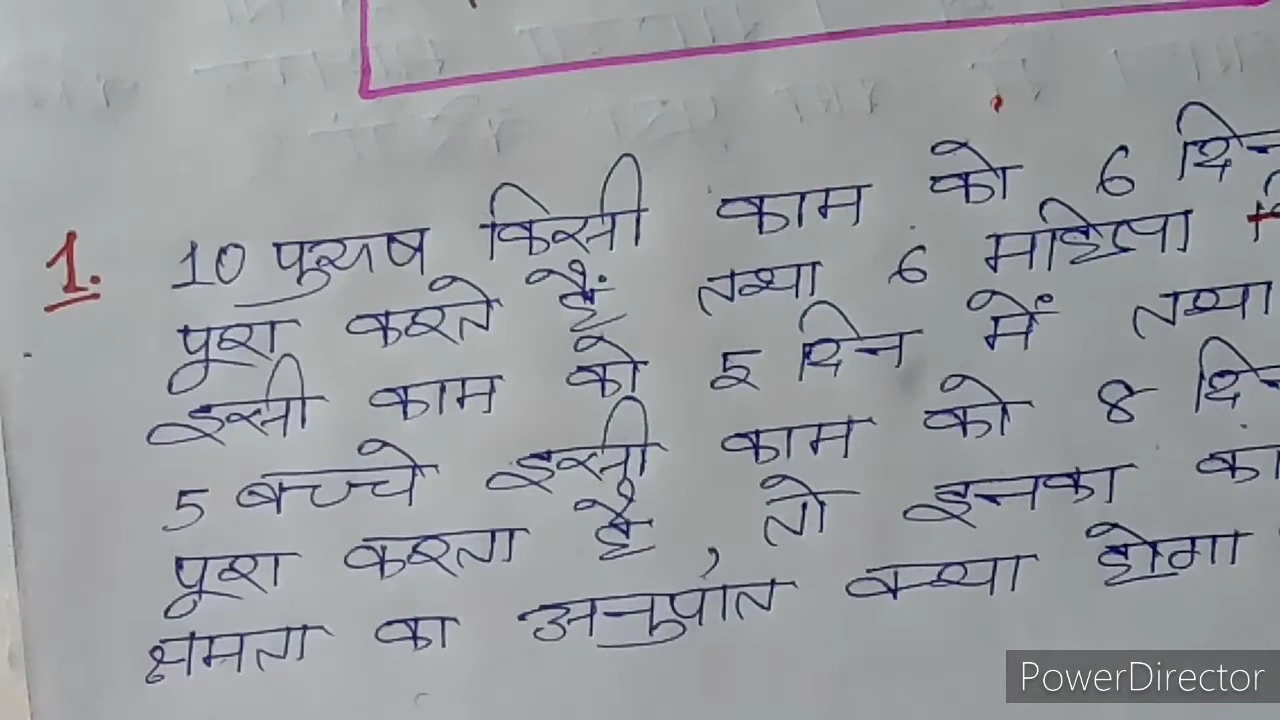 1. 10 पुरुष किसी काम को 6 दिन
पूरा करते हैं तथा 6 महिला
इसी काम को 5 दिन में तथा
5 बच्चे इसी काम को 8 दिन
पूरा करता है, तो इनका का
क्षमता का अनुपात क्या होगा
PowerDirector